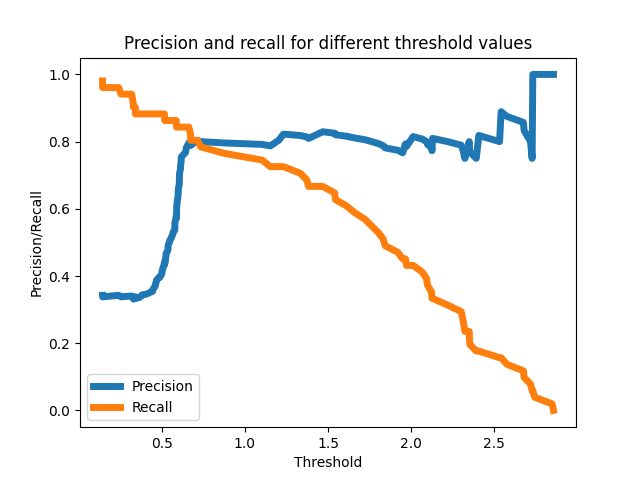 Precision and recall for different threshold values
Precision/Recall
1.0
0.8
0.6
0.4
0.2
0.0
Precision
Recall
0.5
1.0
1.5
2.0
2.5
Threshold